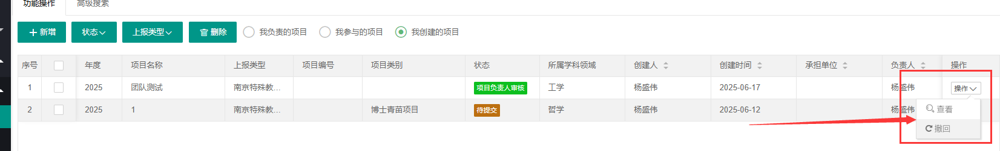 功能操作 高级搜索
新增 状态 上报类型 删除 我负责的项目 我参与的项目 我创建的项目
序号 年度 项目名称 上报类型 项目编号 项目类别 状态 所属学科领域 创建人 创建时间 承担单位 负责人 操作
1 2025 团队测试 南京特殊教... 项目负责人审核 工学 杨盛伟 2025-06-17 杨盛伟 操作
2 2025 1 南京特殊教... 博士青苗项目 待提交 哲学 杨盛伟 2025-06-12 杨盛伟
查看
撤回